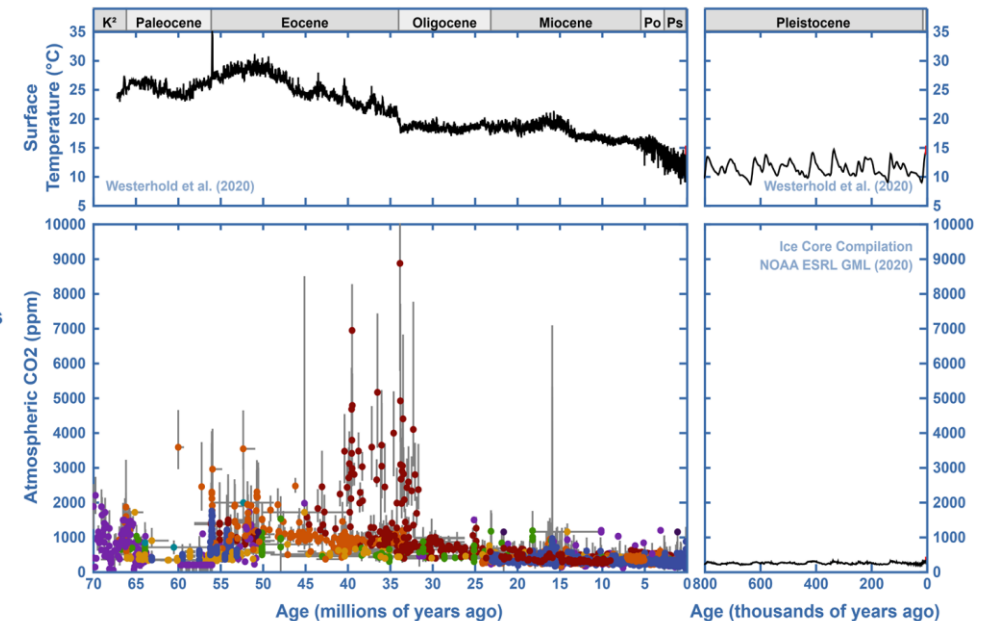 K² Paleocene Eocene Oligocene Miocene Po Ps Pleistocene
35 35
30 30
25 25
20 20
15 15
10 10
5 5
Surface
Temperature (°C)
Westerhold et al. (2020) Westerhold et al. (2020)
10000 10000
9000 9000
8000 8000
7000 7000
6000 6000
5000 5000
4000 4000
3000 3000
2000 2000
1000 1000
0 0
Atmospheric CO2 (ppm)
Ice Core Compilation
NOAA ESRL GML (2020)
70 65 60 55 50 45 40 35 30 25 20 15 10 5 0 800 600 400 200 0
Age (millions of years ago) Age (thousands of years ago)